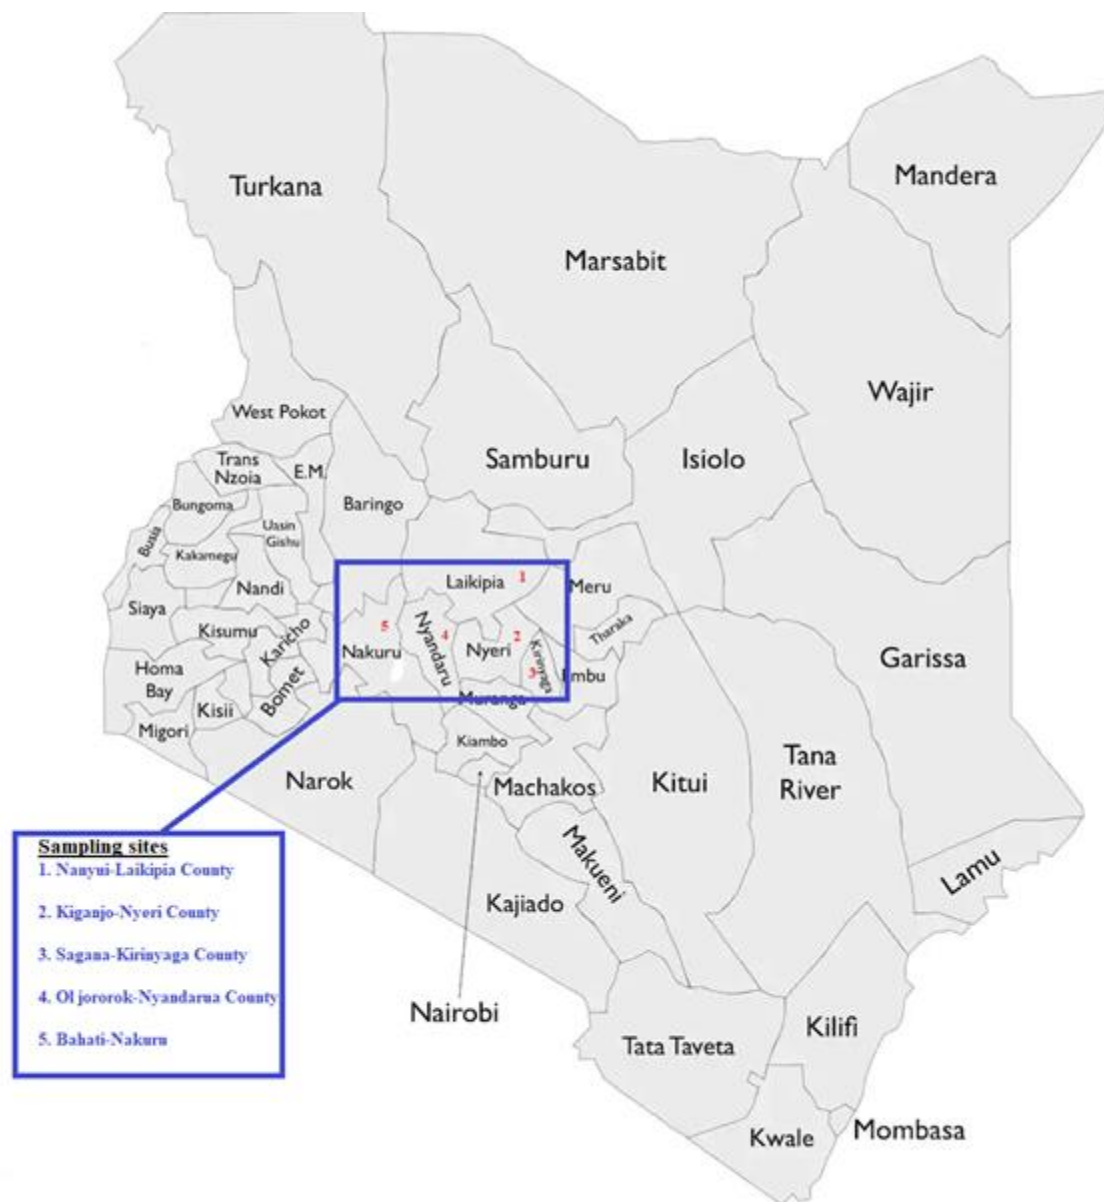 Turkana
Mandera
Marsabit
Wajir
West Pokot
Samburu
Isiolo
Trans
Nzoia
E.M.
Baringo
Bungoma
Uasin
Gishu
Busia
Kakamegu
Laikipia
1
Meru
Nandi
Siaya
Tharaka
5
4
2
Kisumu
Karicho
Nakuru
Nyandaru
Nyeri
Kirinyaga
Garissa
Homa
Bay
3
Embu
Bomet
Kisii
Muranga
Migori
Kiambo
Tana
River
Narok
Machakos
Kitui
Sampling sites
1. Nanyui-Laikipia County
2. Kiganjo-Nyeri County
3. Sagana-Kirinyaga County
4. Ol jororok-Nyandarua County
5. Bahati-Nakuru
Makueni
Lamu
Kajiado
Nairobi
Kilifi
Tata Taveta
Kwale
Mombasa